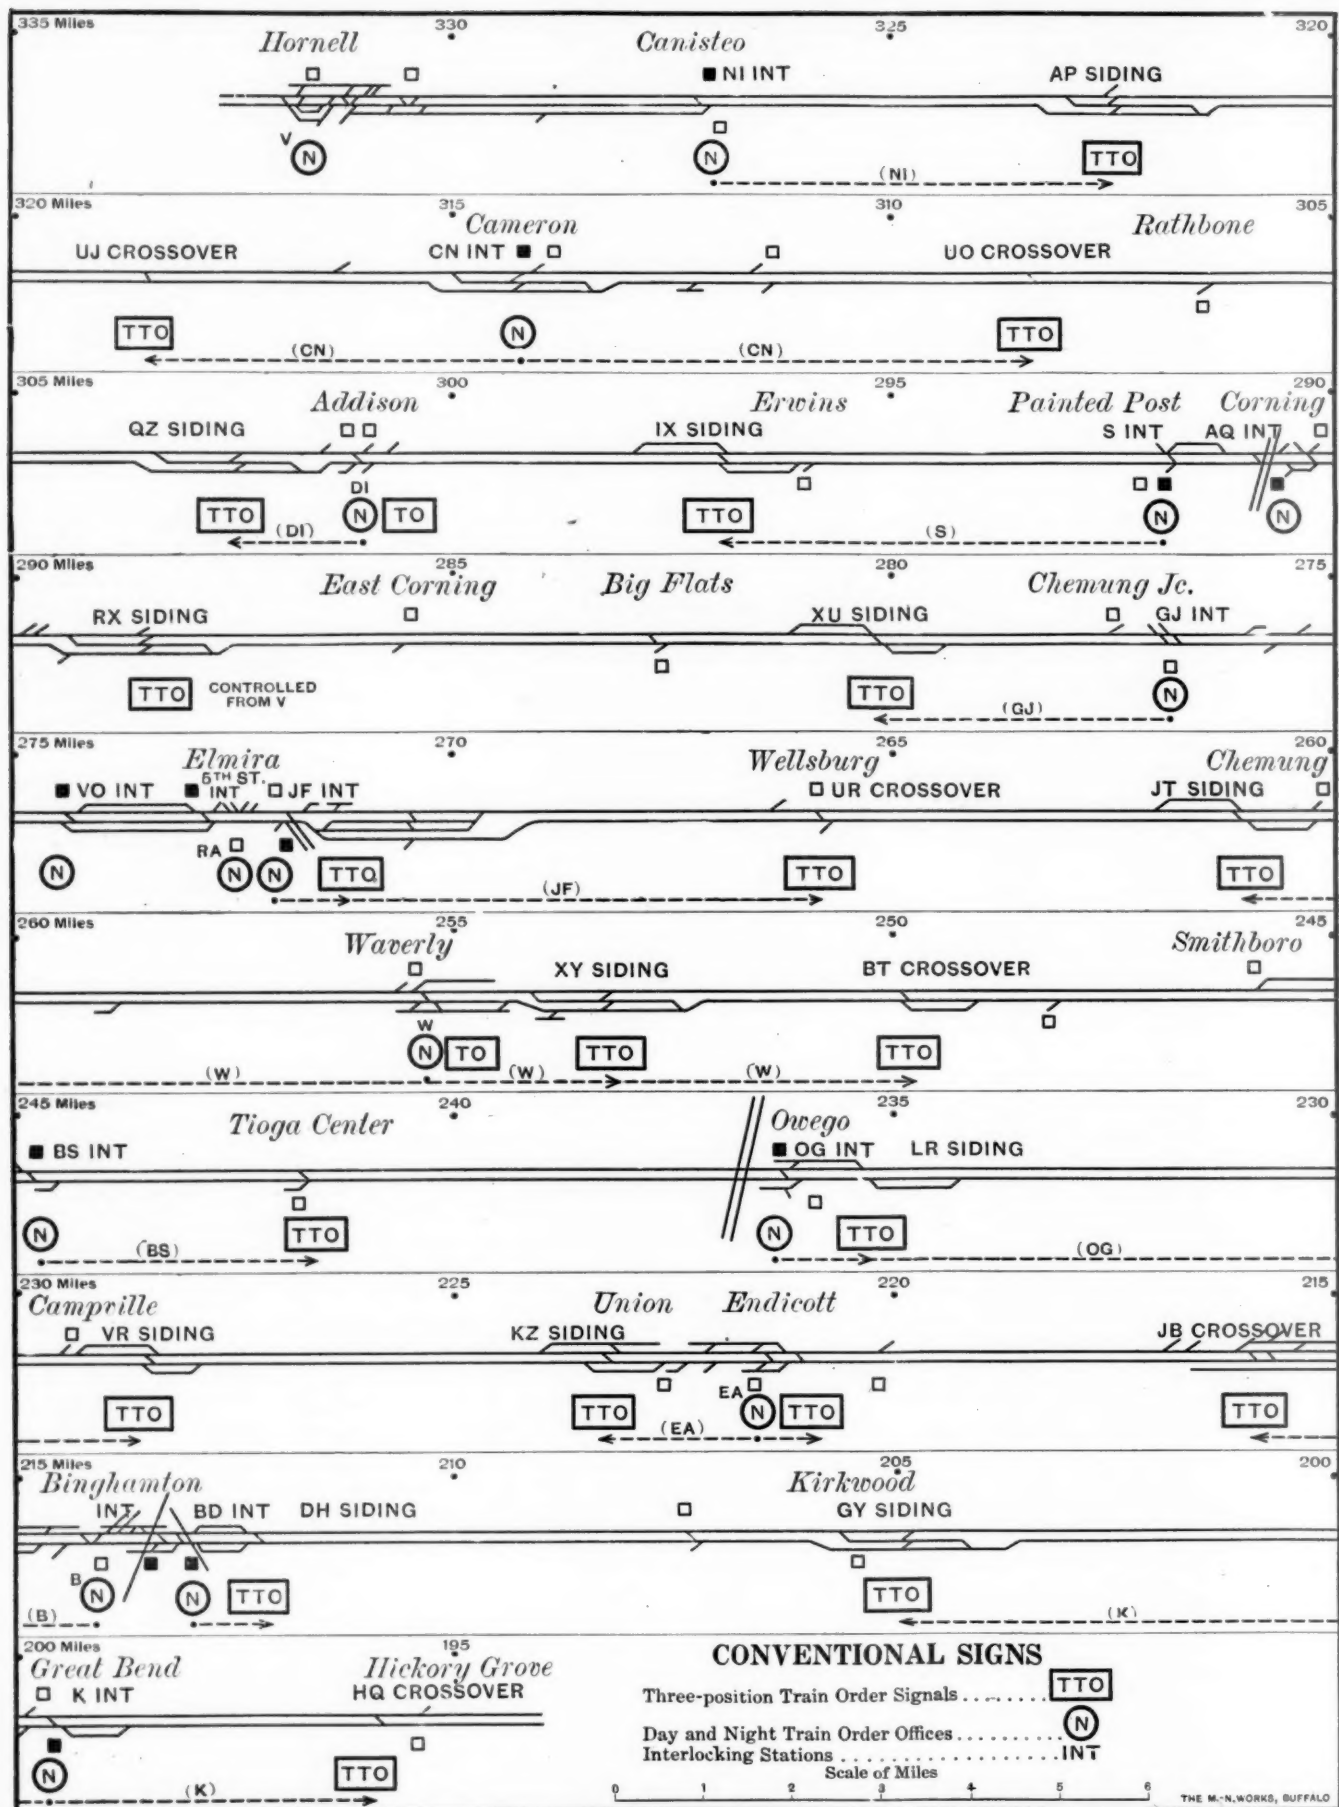 335 Miles 330 325 320
Hornell Canisteo
NI INT AP SIDING
V N N TTO
(NI)
320 Miles 315 310 305
Cameron Rathbone
UJ CROSSOVER CN INT UO CROSSOVER
TTO N TTO
(CN) (CN)
305 Miles 300 295 290
Addison Erwins Painted Post Corning
QZ SIDING IX SIDING S INT AQ INT
DI
TTO N TO TTO N N
(DI) (S)
290 Miles 285 280 275
East Corning Big Flats Chemung Jc.
RX SIDING XU SIDING GJ INT
TTO CONTROLLED FROM V TTO N
(GJ)
275 Miles 270 265 260
Elmira Wellsburg Chemung
VO INT 5TH ST. INT JF INT UR CROSSOVER JT SIDING
RA
N N N TTO TTO TTO
(JF)
260 Miles 255 250 245
Waverly Smithboro
XY SIDING BT CROSSOVER
W
N TO TTO TTO
(W) (W) (W)
245 Miles 240 235 230
Tioga Center Owego
BS INT OG INT LR SIDING
N TTO N TTO
(BS) (OG)
230 Miles 225 220 215
Campville Union Endicott
VR SIDING KZ SIDING JB CROSSOVER
EA
TTO TTO N TTO TTO
(EA)
215 Miles 210 205 200
Binghamton Kirkwood
INT BD INT DH SIDING GY SIDING
B N N TTO TTO
(B) (K)
200 Miles 195
Great Bend Hickory Grove
K INT HQ CROSSOVER
N TTO
(K)
CONVENTIONAL SIGNS
Three-position Train Order Signals ........ TTO
Day and Night Train Order Offices .......... N
Interlocking Stations .................... INT
Scale of Miles
0 1 2 3 4 5 6
THE M.-N. WORKS, BUFFALO